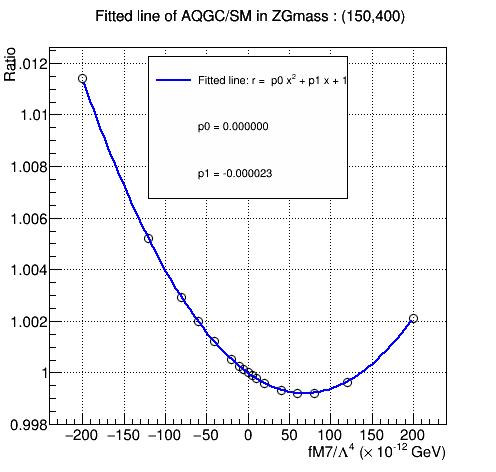 Fitted line of AQGC/SM in ZGmass : (150,400)
Ratio
Fitted line: r =  p0 x² + p1 x + 1
p0 = 0.000000
p1 = -0.000023
1.012
1.01
1.008
1.006
1.004
1.002
1
0.998
−200 −150 −100 −50 0 50 100 150 200
fM7/Λ⁴ (× 10⁻¹² GeV)